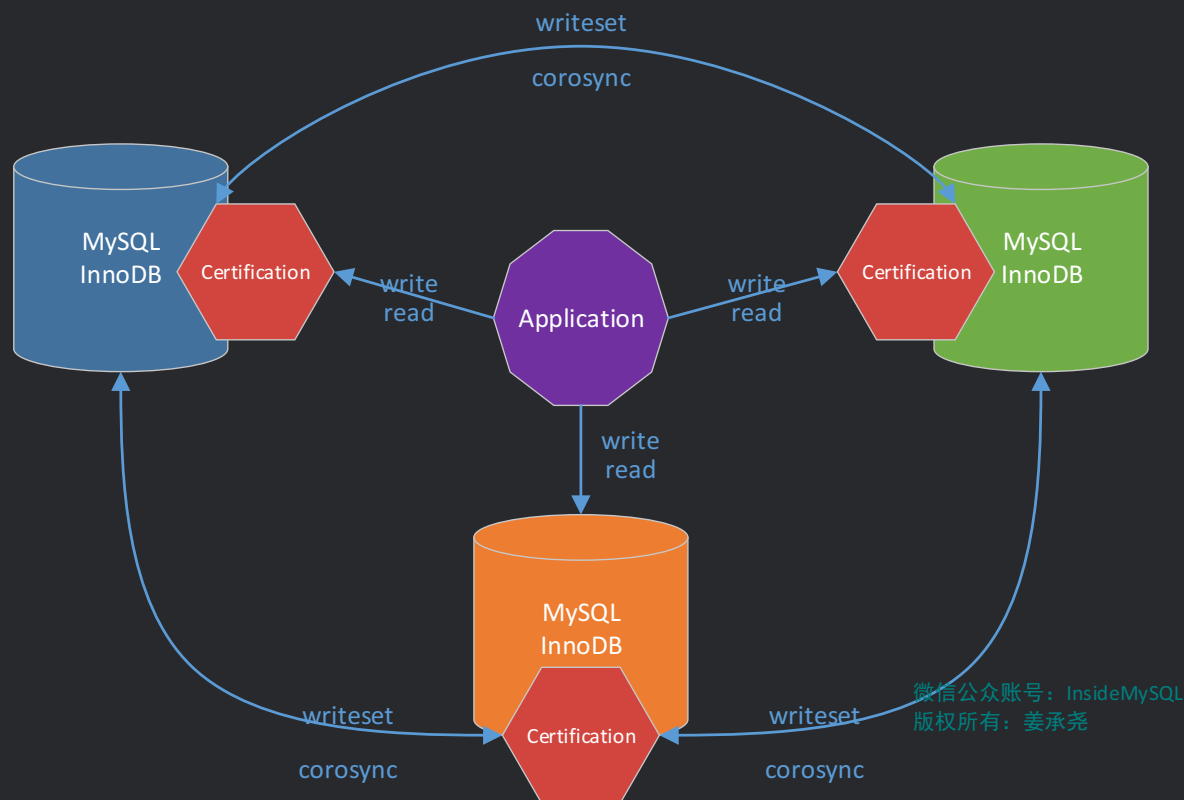 writeset
corosync
MySQL
InnoDB
Certification
write
read
Application
write
read
Certification
MySQL
InnoDB
write
read
MySQL
InnoDB
Certification
writeset
corosync
writeset
corosync
微信公众账号：InsideMySQL
版权所有：姜承尧